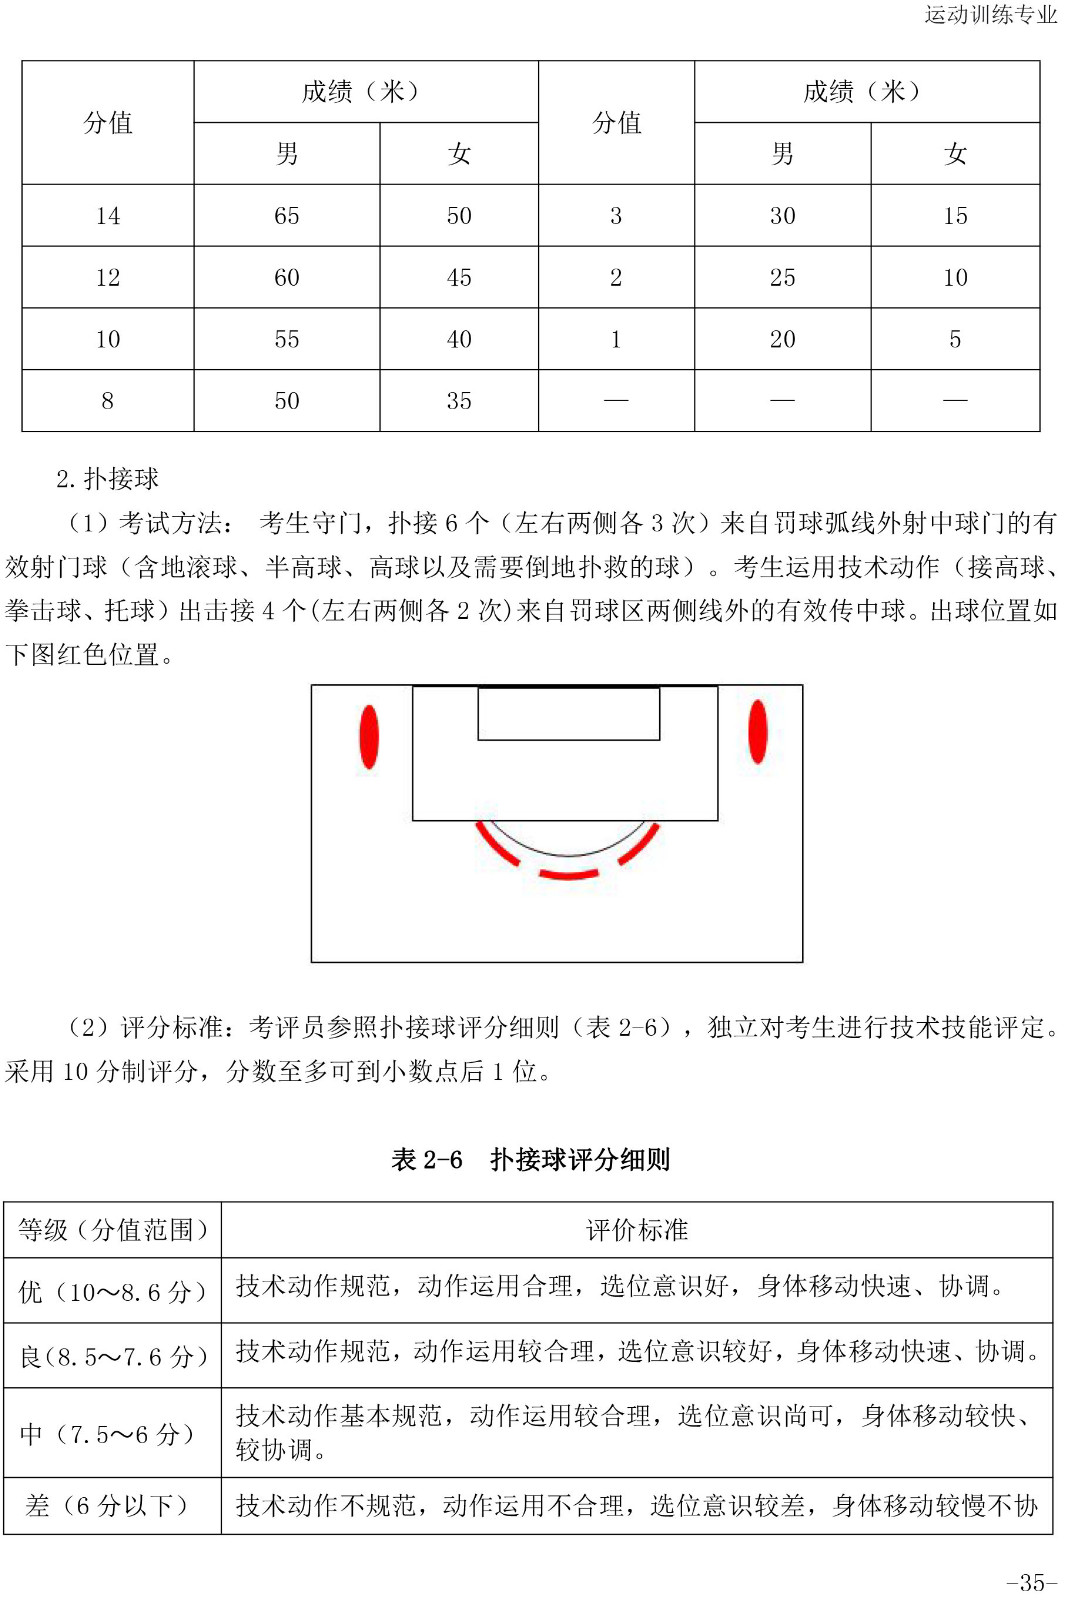 运动训练专业
分值 成绩（米） 分值 成绩（米）
男 女 男 女
14 65 50 3 30 15
12 60 45 2 25 10
10 55 40 1 20 5
8 50 35 — — —
2.扑接球
（1）考试方法： 考生守门，扑接 6 个（左右两侧各 3 次）来自罚球弧线外射中球门的有
效射门球（含地滚球、半高球、高球以及需要倒地扑救的球）。考生运用技术动作（接高球、
拳击球、托球）出击接 4 个(左右两侧各 2 次)来自罚球区两侧线外的有效传中球。出球位置如
下图红色位置。
（2）评分标准：考评员参照扑接球评分细则（表 2-6），独立对考生进行技术技能评定。
采用 10 分制评分，分数至多可到小数点后 1 位。
表 2-6 扑接球评分细则
等级（分值范围） 评价标准
优（10～8.6 分） 技术动作规范，动作运用合理，选位意识好，身体移动快速、协调。
良(8.5～7.6 分） 技术动作规范，动作运用较合理，选位意识较好，身体移动快速、协调。
中（7.5～6 分） 技术动作基本规范，动作运用较合理，选位意识尚可，身体移动较快、
较协调。
差（6 分以下） 技术动作不规范，动作运用不合理，选位意识较差，身体移动较慢不协
-35-